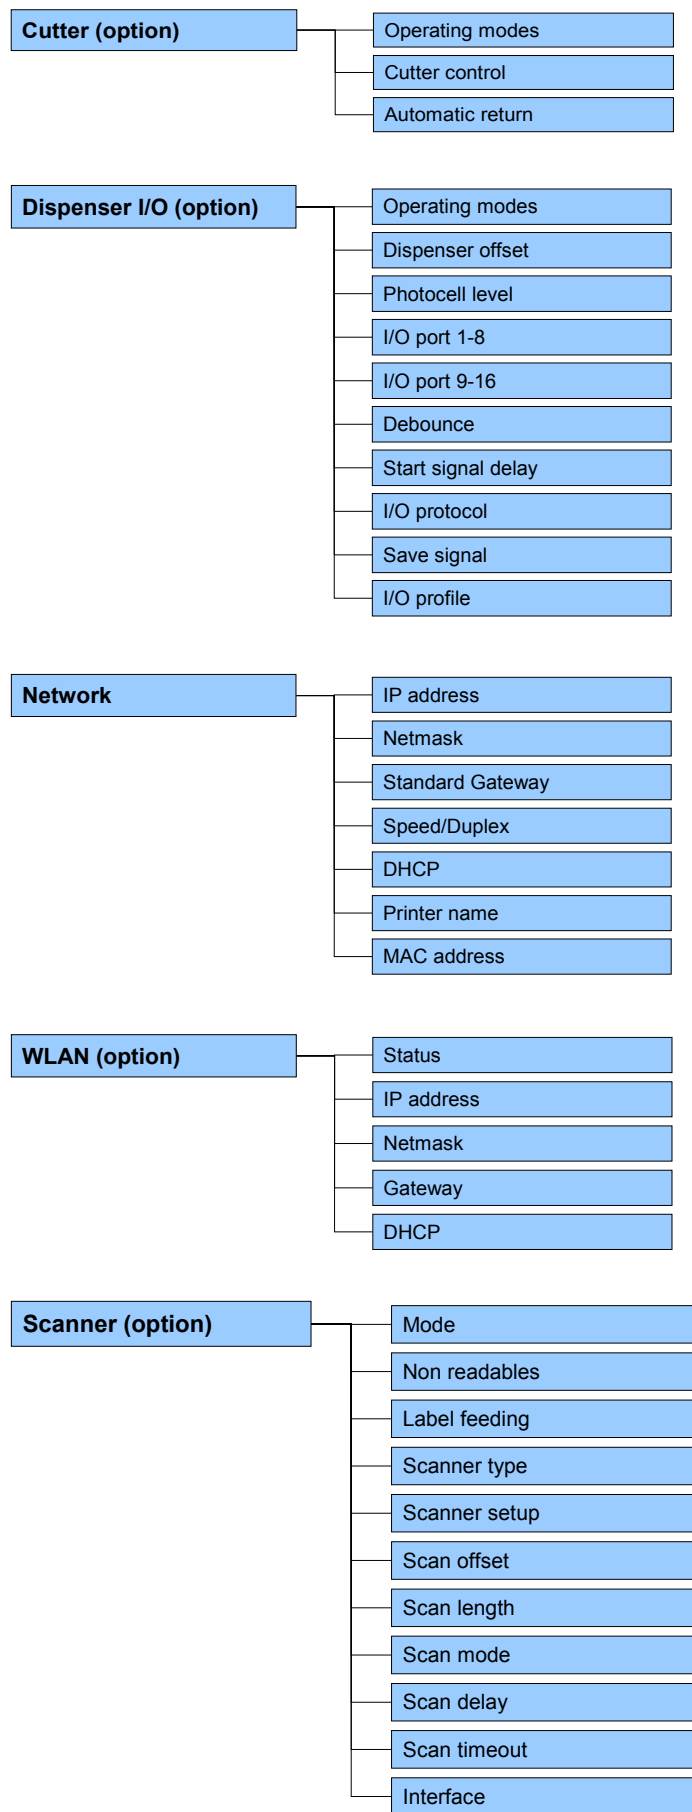 Cutter (option)
Operating modes
Cutter control
Automatic return
Dispenser I/O (option)
Operating modes
Dispenser offset
Photocell level
I/O port 1-8
I/O port 9-16
Debounce
Start signal delay
I/O protocol
Save signal
I/O profile
Network
IP address
Netmask
Standard Gateway
Speed/Duplex
DHCP
Printer name
MAC address
WLAN (option)
Status
IP address
Netmask
Gateway
DHCP
Scanner (option)
Mode
Non readables
Label feeding
Scanner type
Scanner setup
Scan offset
Scan length
Scan mode
Scan delay
Scan timeout
Interface